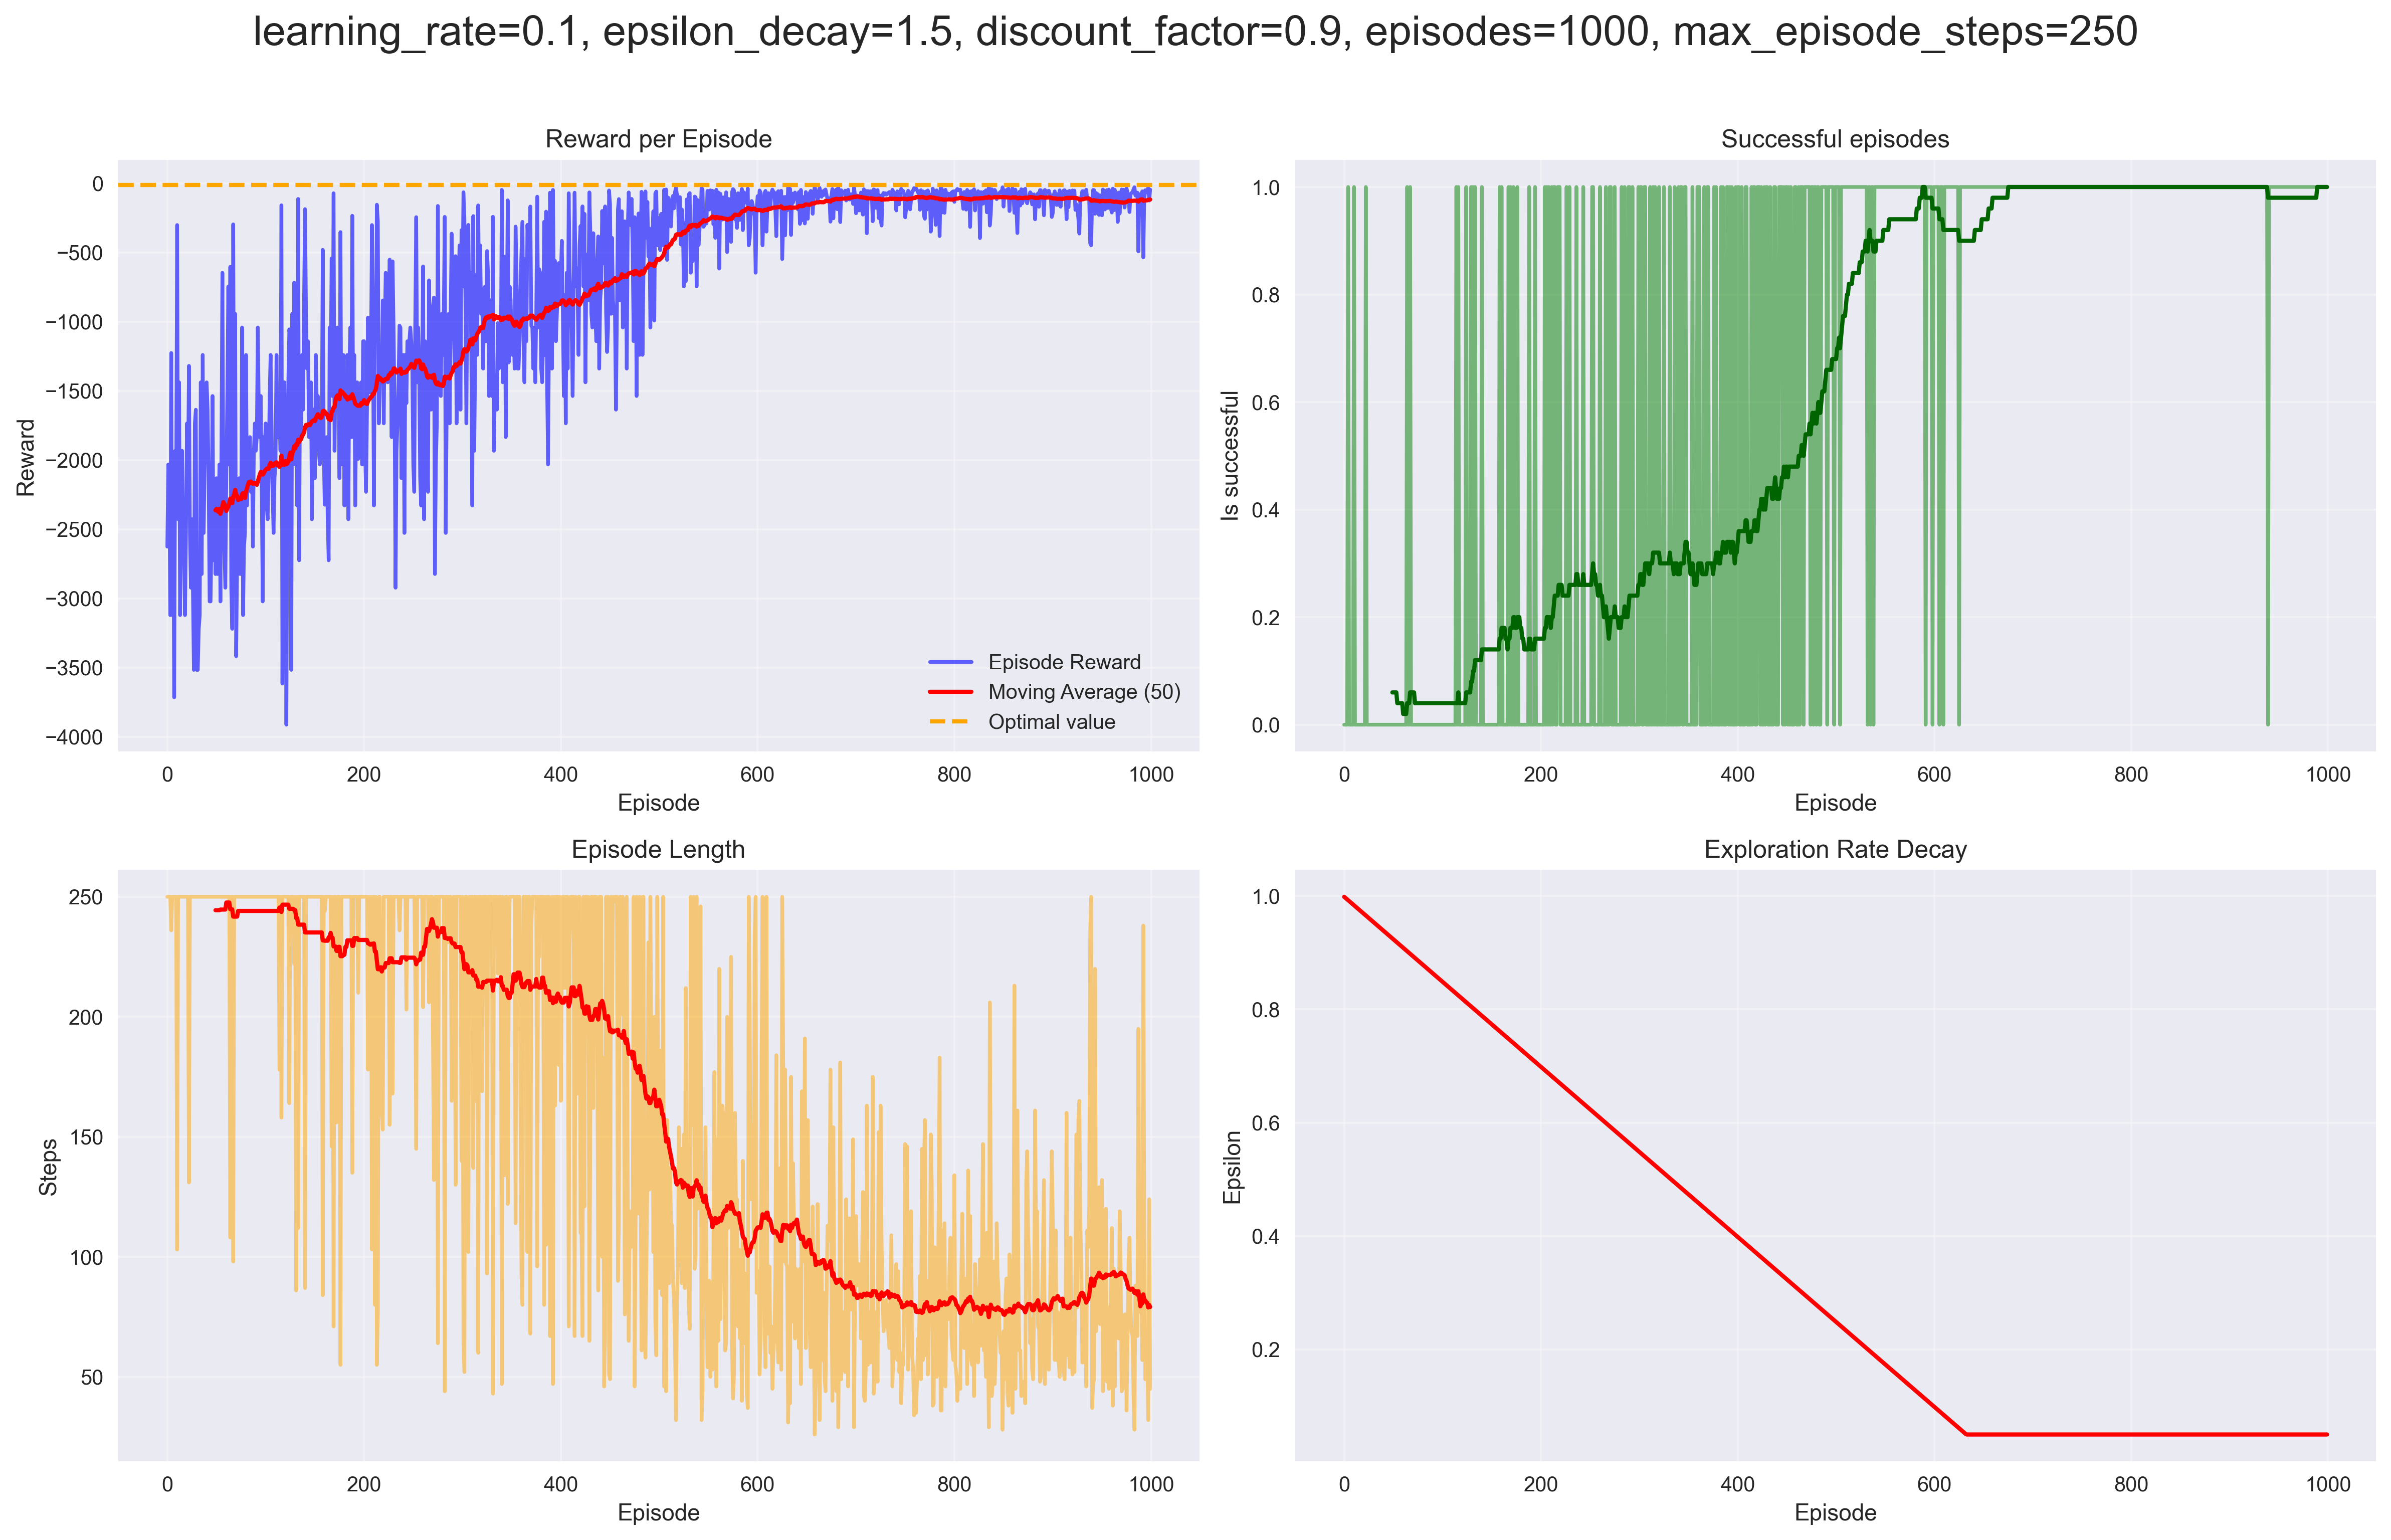 learning_rate=0.1, epsilon_decay=1.5, discount_factor=0.9, episodes=1000, max_episode_steps=250
Reward per Episode
0
−500
−1000
−1500
−2000
−2500
−3000
−3500
−4000
Reward
Episode Reward
Moving Average (50)
Optimal value
0 200 400 600 800 1000
Episode
Successful episodes
1.0
0.8
0.6
0.4
0.2
0.0
Is successful
0 200 400 600 800 1000
Episode
Episode Length
250
200
150
100
50
Steps
0 200 400 600 800 1000
Episode
Exploration Rate Decay
1.0
0.8
0.6
0.4
0.2
Epsilon
0 200 400 600 800 1000
Episode